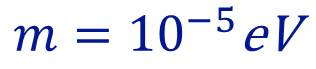 m = 10⁻⁵ eV